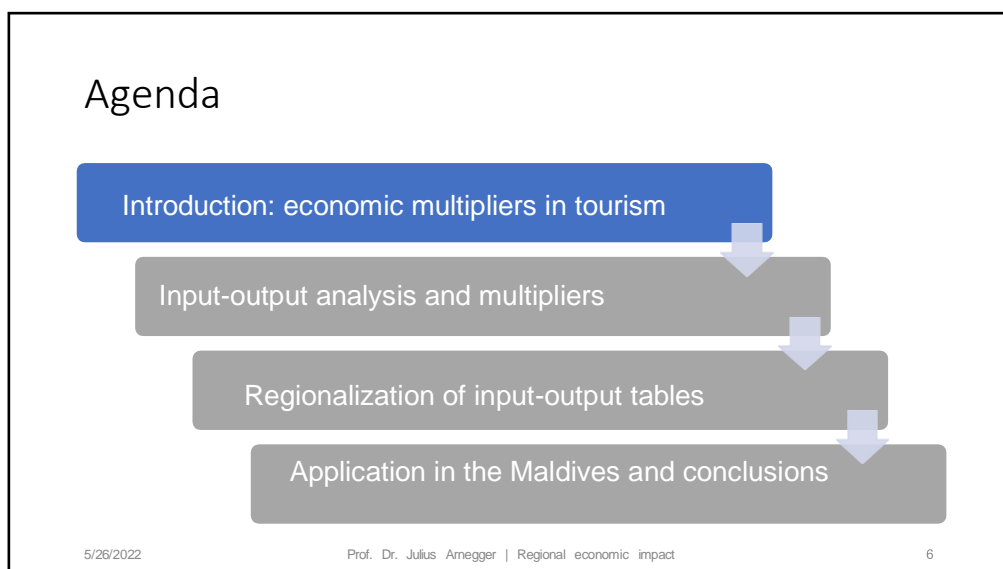 Agenda
Introduction: economic multipliers in tourism
Input-output analysis and multipliers
Regionalization of input-output tables
Application in the Maldives and conclusions
5/26/2022 Prof. Dr. Julius Arnegger | Regional economic impact 6